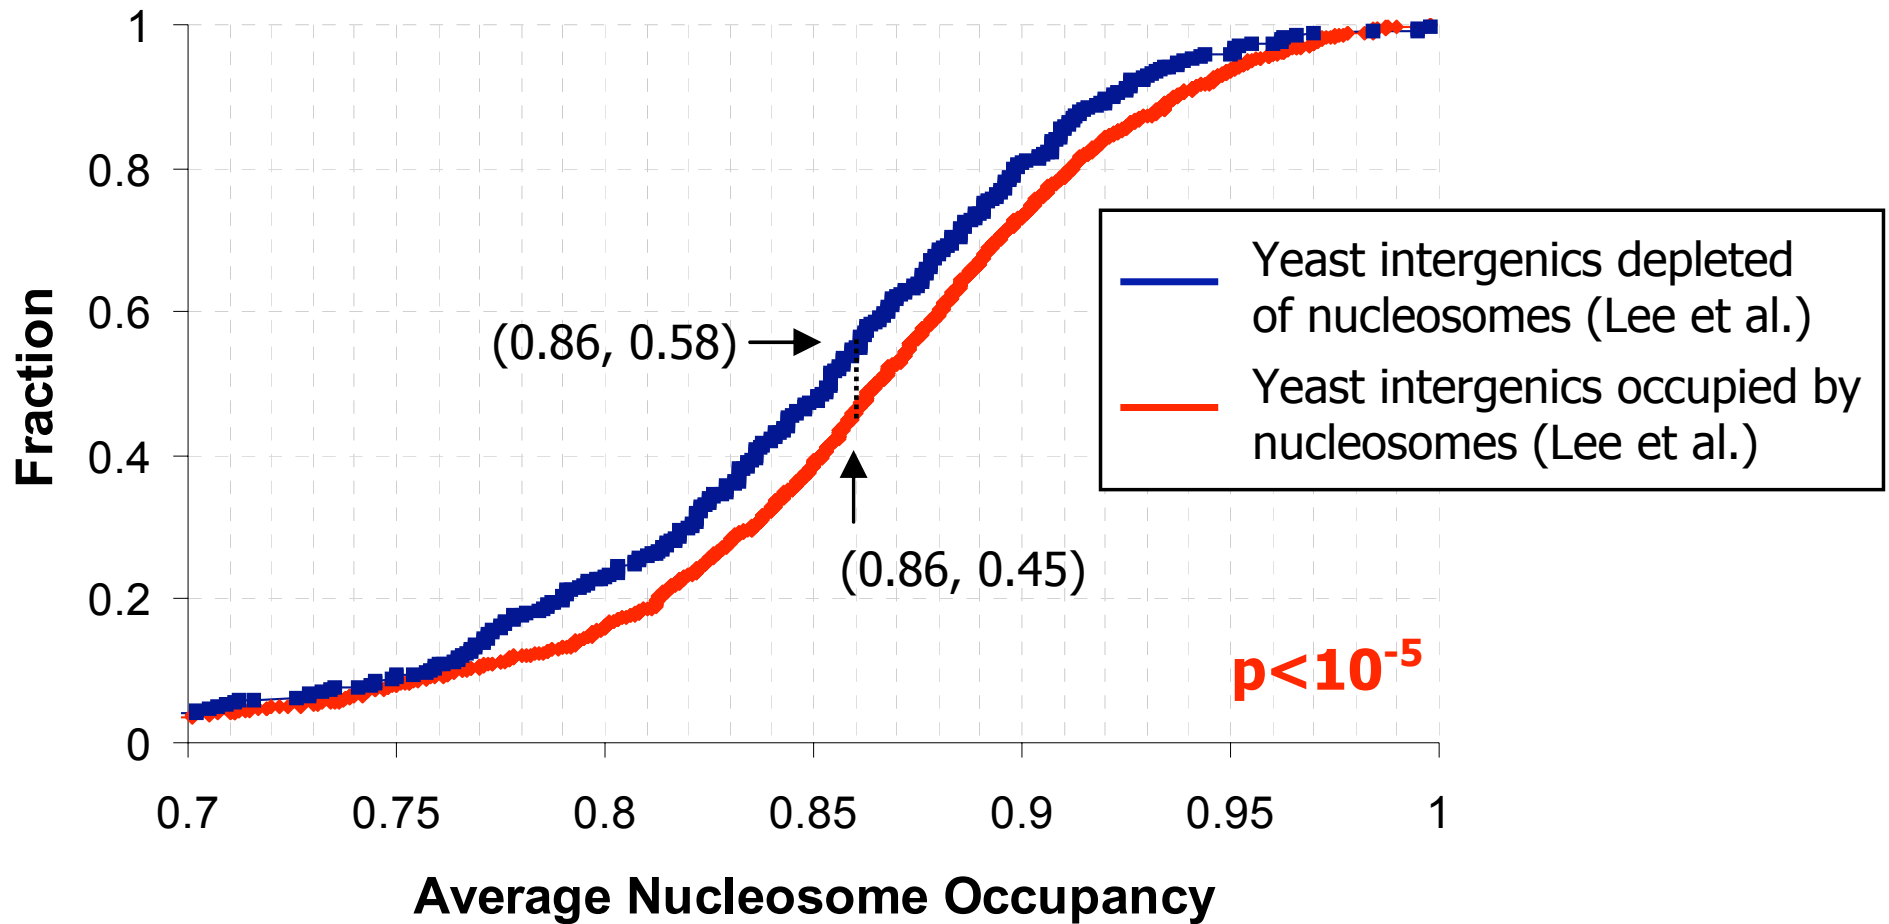 1
0.8
0.6
0.4
0.2
0
Fraction
(0.86, 0.58)
(0.86, 0.45)
Yeast intergenics depleted
of nucleosomes (Lee et al.)
Yeast intergenics occupied by
nucleosomes (Lee et al.)
p<10⁻⁵
0.7 0.75 0.8 0.85 0.9 0.95 1
Average Nucleosome Occupancy